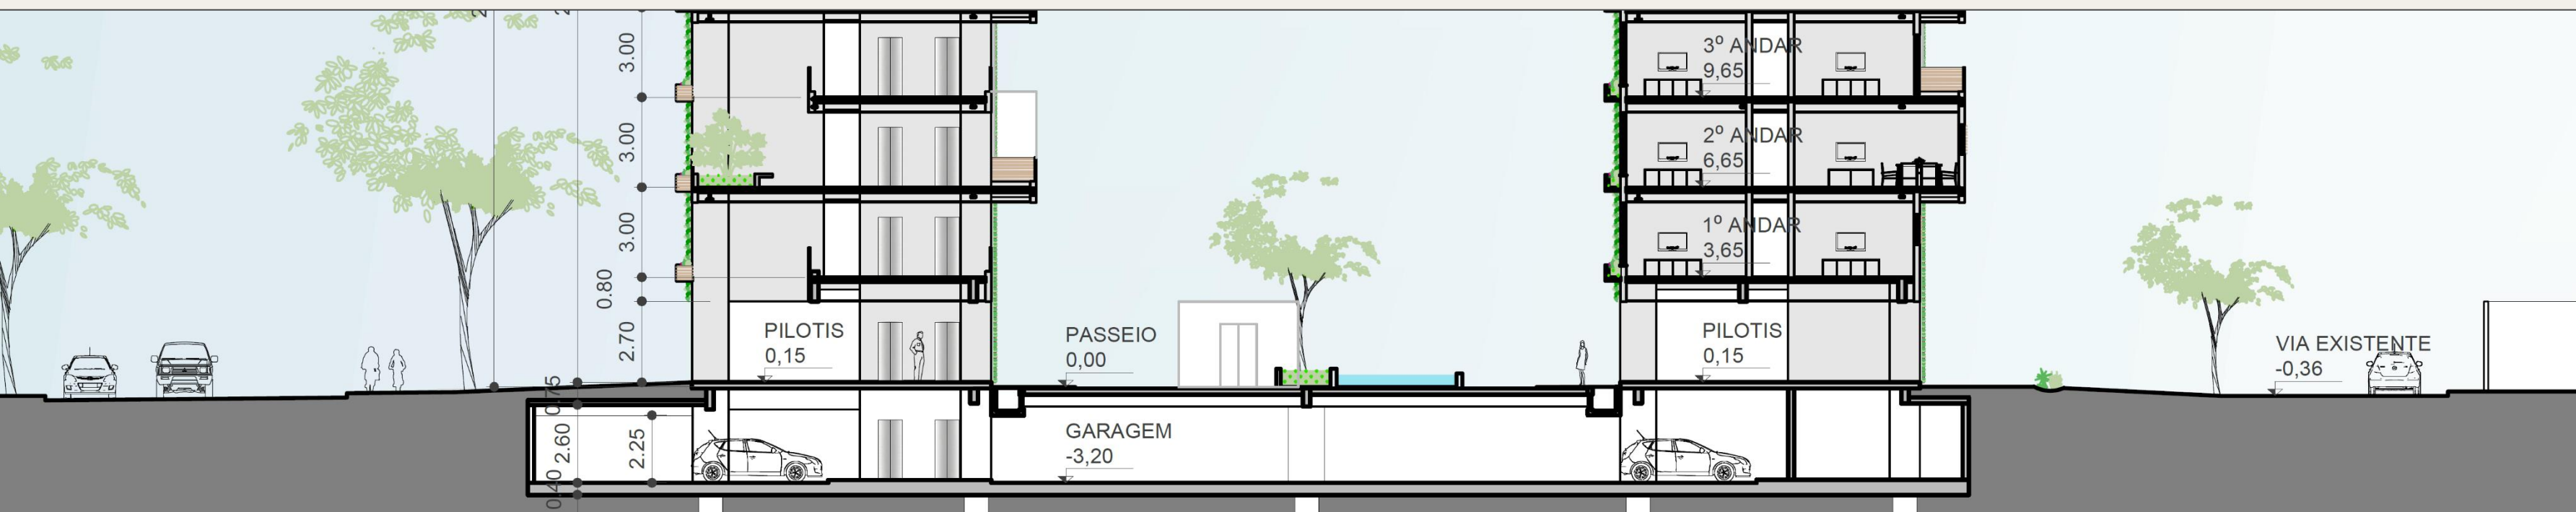 3.00
3.00
3.00
0.80
2.70
0.75
2.60
2.25
0.40
PILOTIS
0,15
PASSEIO
0,00
GARAGEM
-3,20
3º ANDAR
9,65
2º ANDAR
6,65
1º ANDAR
3,65
PILOTIS
0,15
VIA EXISTENTE
-0,36